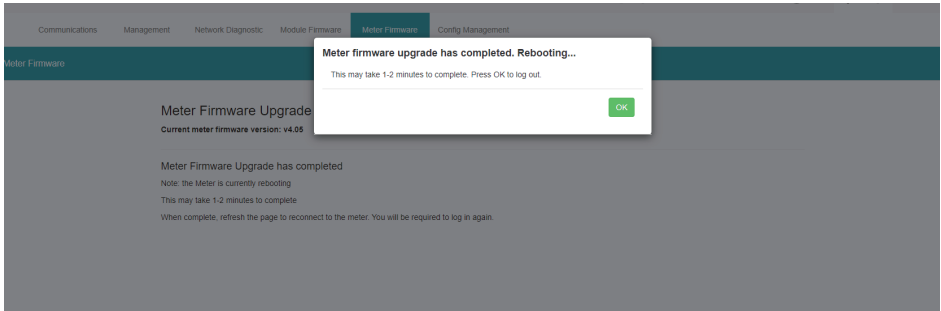 Communications Management Network Diagnostic Module Firmware Meter Firmware Config Management
Meter Firmware
Meter firmware upgrade has completed. Rebooting...
This may take 1-2 minutes to complete. Press OK to log out.
OK
Meter Firmware Upgrade
Current meter firmware version: v4.05
Meter Firmware Upgrade has completed
Note: the Meter is currently rebooting
This may take 1-2 minutes to complete
When complete, refresh the page to reconnect to the meter. You will be required to log in again.